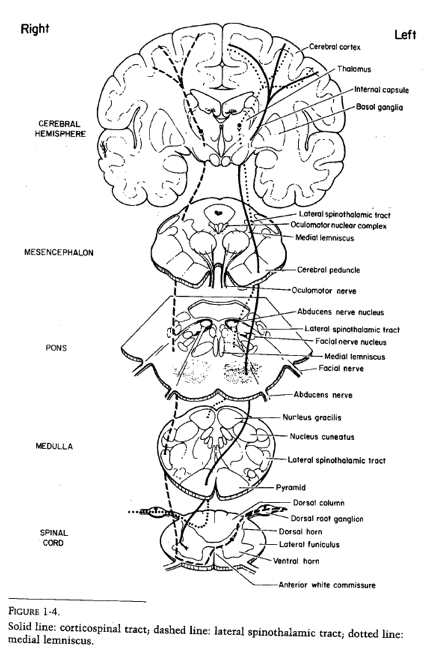 Right
Left
Cerebral cortex
Thalamus
Internal capsule
Basal ganglia
CEREBRAL
HEMISPHERE
Lateral spinothalamic tract
Oculomotor nuclear complex
Medial lemniscus
MESENCEPHALON
Cerebral peduncle
Oculomotor nerve
Abducens nerve nucleus
Lateral spinothalamic tract
Facial nerve nucleus
PONS
Medial lemniscus
Facial nerve
Abducens nerve
Nucleus gracilis
Nucleus cuneatus
MEDULLA
Lateral spinothalamic tract
Pyramid
Dorsal column
Dorsal root ganglion
SPINAL
CORD
Dorsal horn
Lateral funiculus
Ventral horn
Anterior white commissure
FIGURE 1-4.
Solid line: corticospinal tract; dashed line: lateral spinothalamic tract; dotted line:
medial lemniscus.